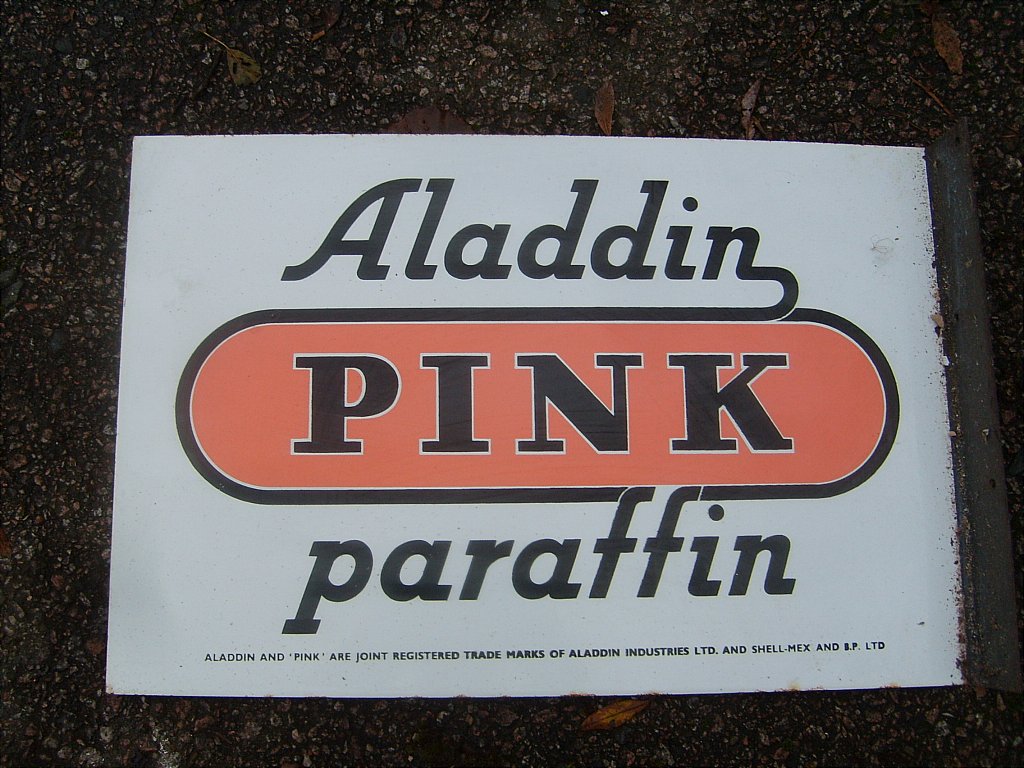 Aladdin
PINK
paraffin
ALADDIN AND 'PINK' ARE JOINT REGISTERED TRADE MARKS OF ALADDIN INDUSTRIES LTD. AND SHELL-MEX AND B.P. LTD